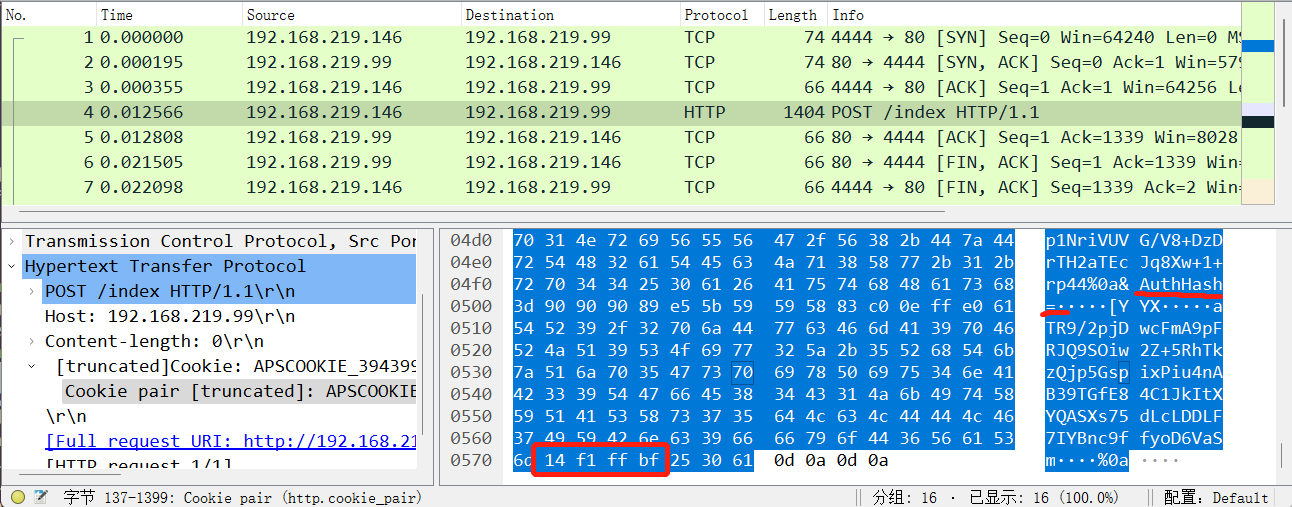 No. Time Source Destination Protocol Length Info
1 0.000000 192.168.219.146 192.168.219.99 TCP 74 4444 → 80 [SYN] Seq=0 Win=64240 Len=0 MS
2 0.000195 192.168.219.99 192.168.219.146 TCP 74 80 → 4444 [SYN, ACK] Seq=0 Ack=1 Win=579
3 0.000355 192.168.219.146 192.168.219.99 TCP 66 4444 → 80 [ACK] Seq=1 Ack=1 Win=64256 Le
4 0.012566 192.168.219.146 192.168.219.99 HTTP 1404 POST /index HTTP/1.1
5 0.012808 192.168.219.99 192.168.219.146 TCP 66 80 → 4444 [ACK] Seq=1 Ack=1339 Win=8028
6 0.021505 192.168.219.99 192.168.219.146 TCP 66 80 → 4444 [FIN, ACK] Seq=1 Ack=1339 Win=
7 0.022098 192.168.219.146 192.168.219.99 TCP 66 4444 → 80 [FIN, ACK] Seq=1339 Ack=2 Win=
Transmission Control Protocol, Src Por
Hypertext Transfer Protocol
POST /index HTTP/1.1\r\n
Host: 192.168.219.99\r\n
Content-length: 0\r\n
[truncated]Cookie: APSCOOKIE_394399
Cookie pair [truncated]: APSCOOKIE
\r\n
[Full request URI: http://192.168.21
[HTTP request 1/1]
04d0 70 31 4e 72 69 56 55 56 47 2f 56 38 2b 44 7a 44 p1NriVUV G/V8+DzD
04e0 72 54 48 32 61 54 45 63 4a 71 38 58 77 2b 31 2b rTH2aTEc Jq8Xw+1+
04f0 72 70 34 34 25 30 61 26 41 75 74 68 48 61 73 68 rp44%0a& AuthHash
0500 3d 90 90 90 89 e5 5b 59 59 58 83 c0 0e ff e0 61 =·····[Y YX·····a
0510 54 52 39 2f 32 70 6a 44 77 63 46 6d 41 39 70 46 TR9/2pjD wcFmA9pF
0520 52 4a 51 39 53 4f 69 77 32 5a 2b 35 52 68 54 6b RJQ9SOiw 2Z+5RhTk
0530 7a 51 6a 70 35 47 73 70 69 78 50 69 75 34 6e 41 zQjp5Gsp ixPiu4nA
0540 42 33 39 54 47 66 45 38 34 43 31 4a 6b 49 74 58 B39TGfE8 4C1JkItX
0550 59 51 41 53 58 73 37 35 64 4c 63 4c 44 44 4c 46 YQASXs75 dLcLDDLF
0560 37 49 59 42 6e 63 39 66 66 79 6f 44 36 56 61 53 7IYBnc9f fyoD6VaS
0570 6d 14 f1 ff bf 25 30 61 0d 0a 0d 0a m····%0a ····
字节 137-1399: Cookie pair (http.cookie_pair) 分组: 16 · 已显示: 16 (100.0%) 配置: Default